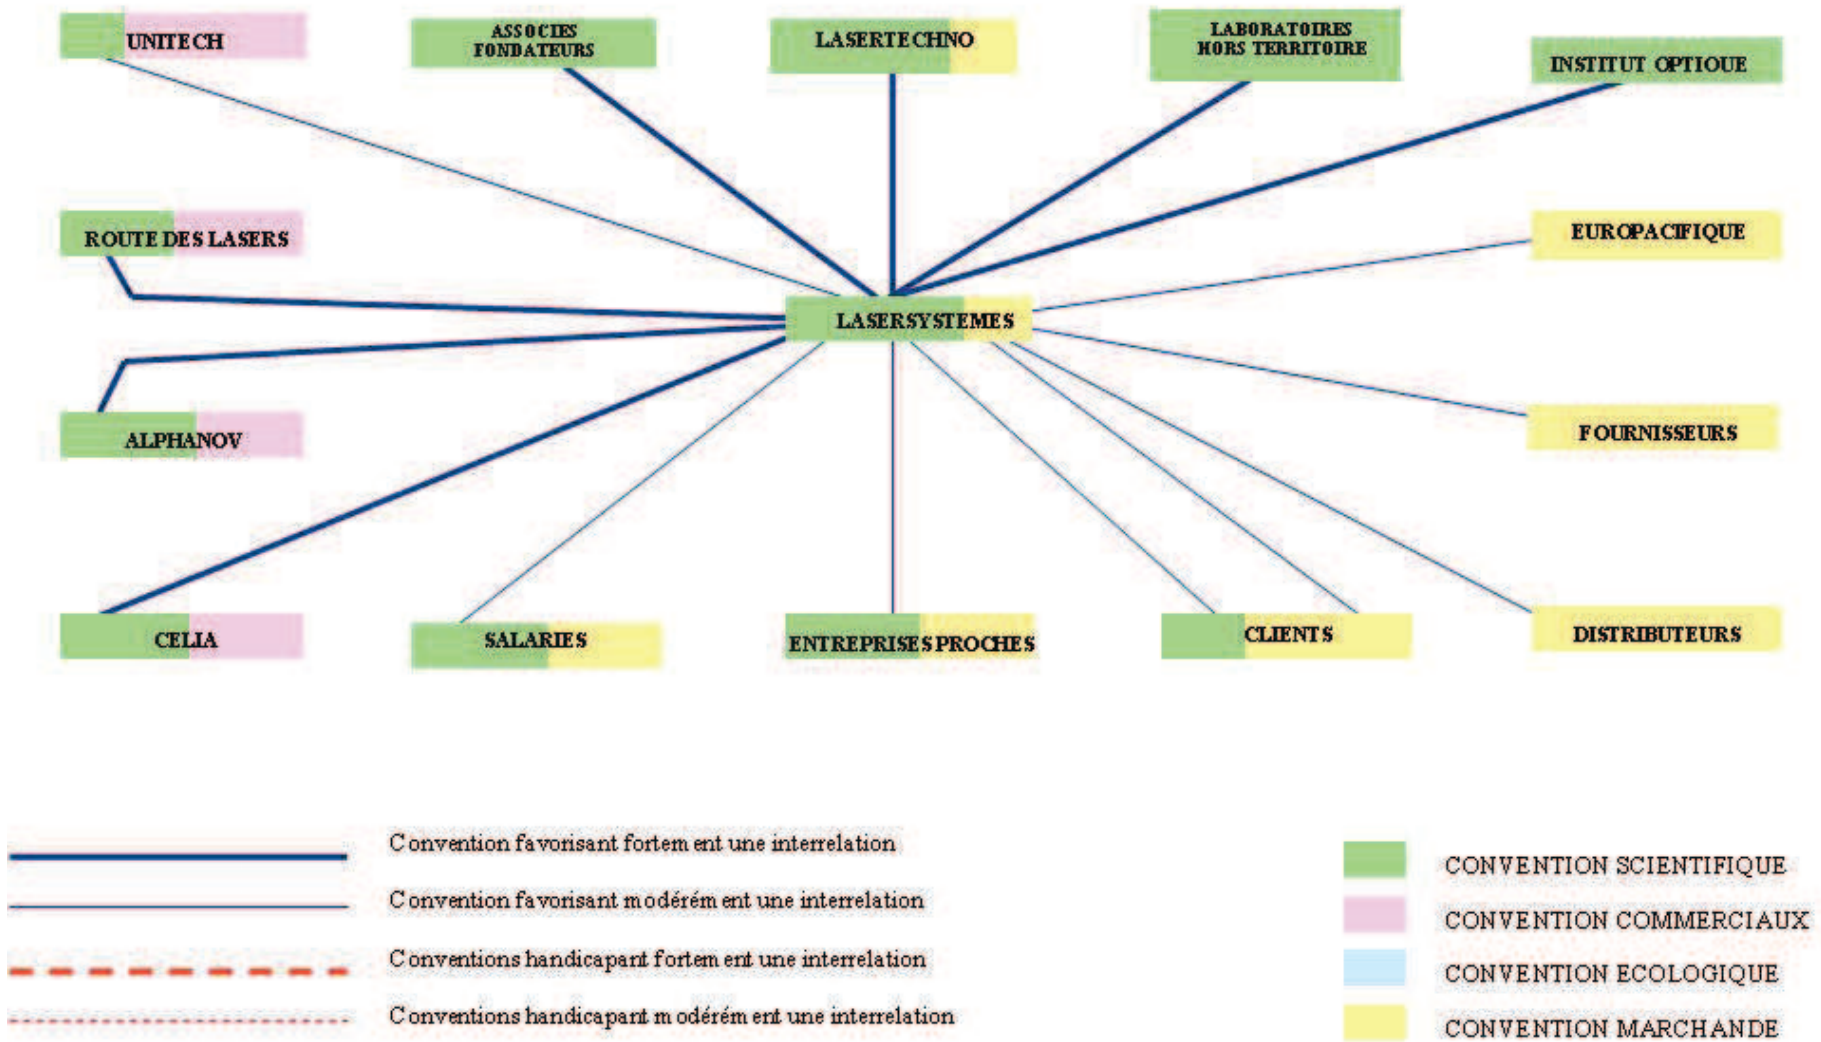 UNITECH
ASSOCIES
FONDATEURS
LASERTECHNO
LABORATOIRES
HORS TERRITOIRE
INSTITUT OPTIQUE
ROUTE DES LASERS
EUROPACIFIQUE
LASERSYSTEMES
ALPHANOV
FOURNISSEURS
CELIA
SALARIES
ENTREPRISES PROCHES
CLIENTS
DISTRIBUTEURS
Convention favorisant fortement une interrelation
Convention favorisant modérément une interrelation
Conventions handicapant fortement une interrelation
Conventions handicapant modérément une interrelation
CONVENTION SCIENTIFIQUE
CONVENTION COMMERCIAUX
CONVENTION ECOLOGIQUE
CONVENTION MARCHANDE